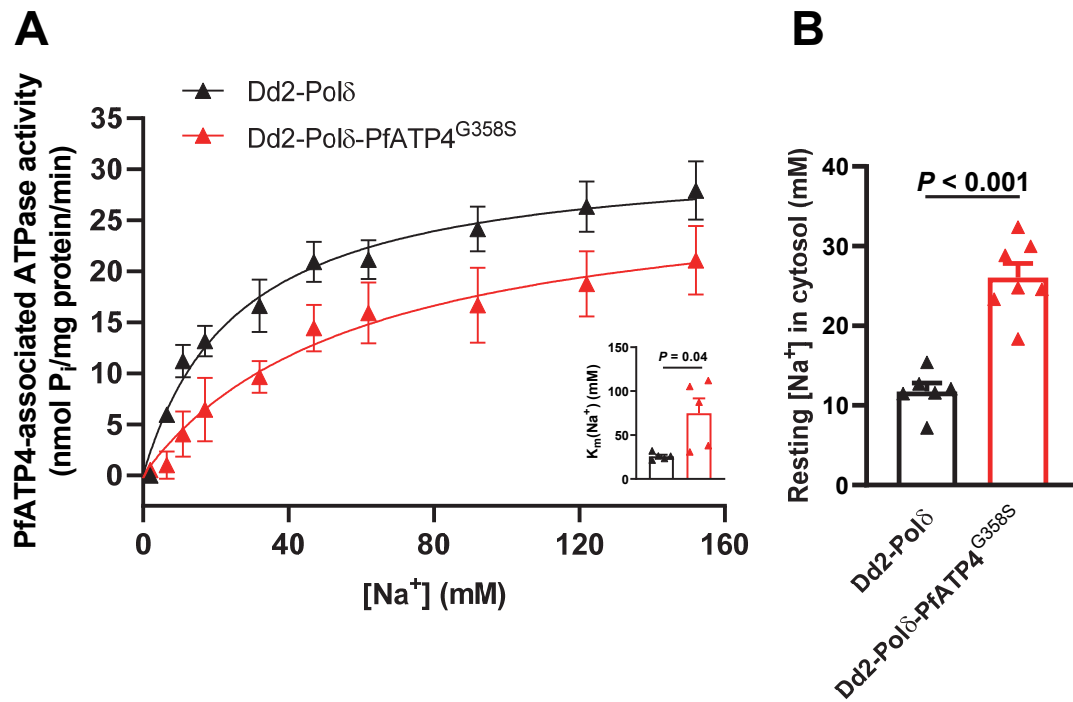 A
PfATP4-associated ATPase activity
(nmol Pᵢ/mg protein/min)
Dd2-Polδ
Dd2-Polδ-PfATP4ᴳ³⁵⁸ˢ
35
30
25
20
15
10
5
0
0
40
80
120
160
[Na⁺] (mM)
Kₘ(Na⁺) (mM)
150
100
50
0
P = 0.04
B
Resting [Na⁺] in cytosol (mM)
40
30
20
10
0
P < 0.001
Dd2-Polδ
Dd2-Polδ-PfATP4ᴳ³⁵⁸ˢ